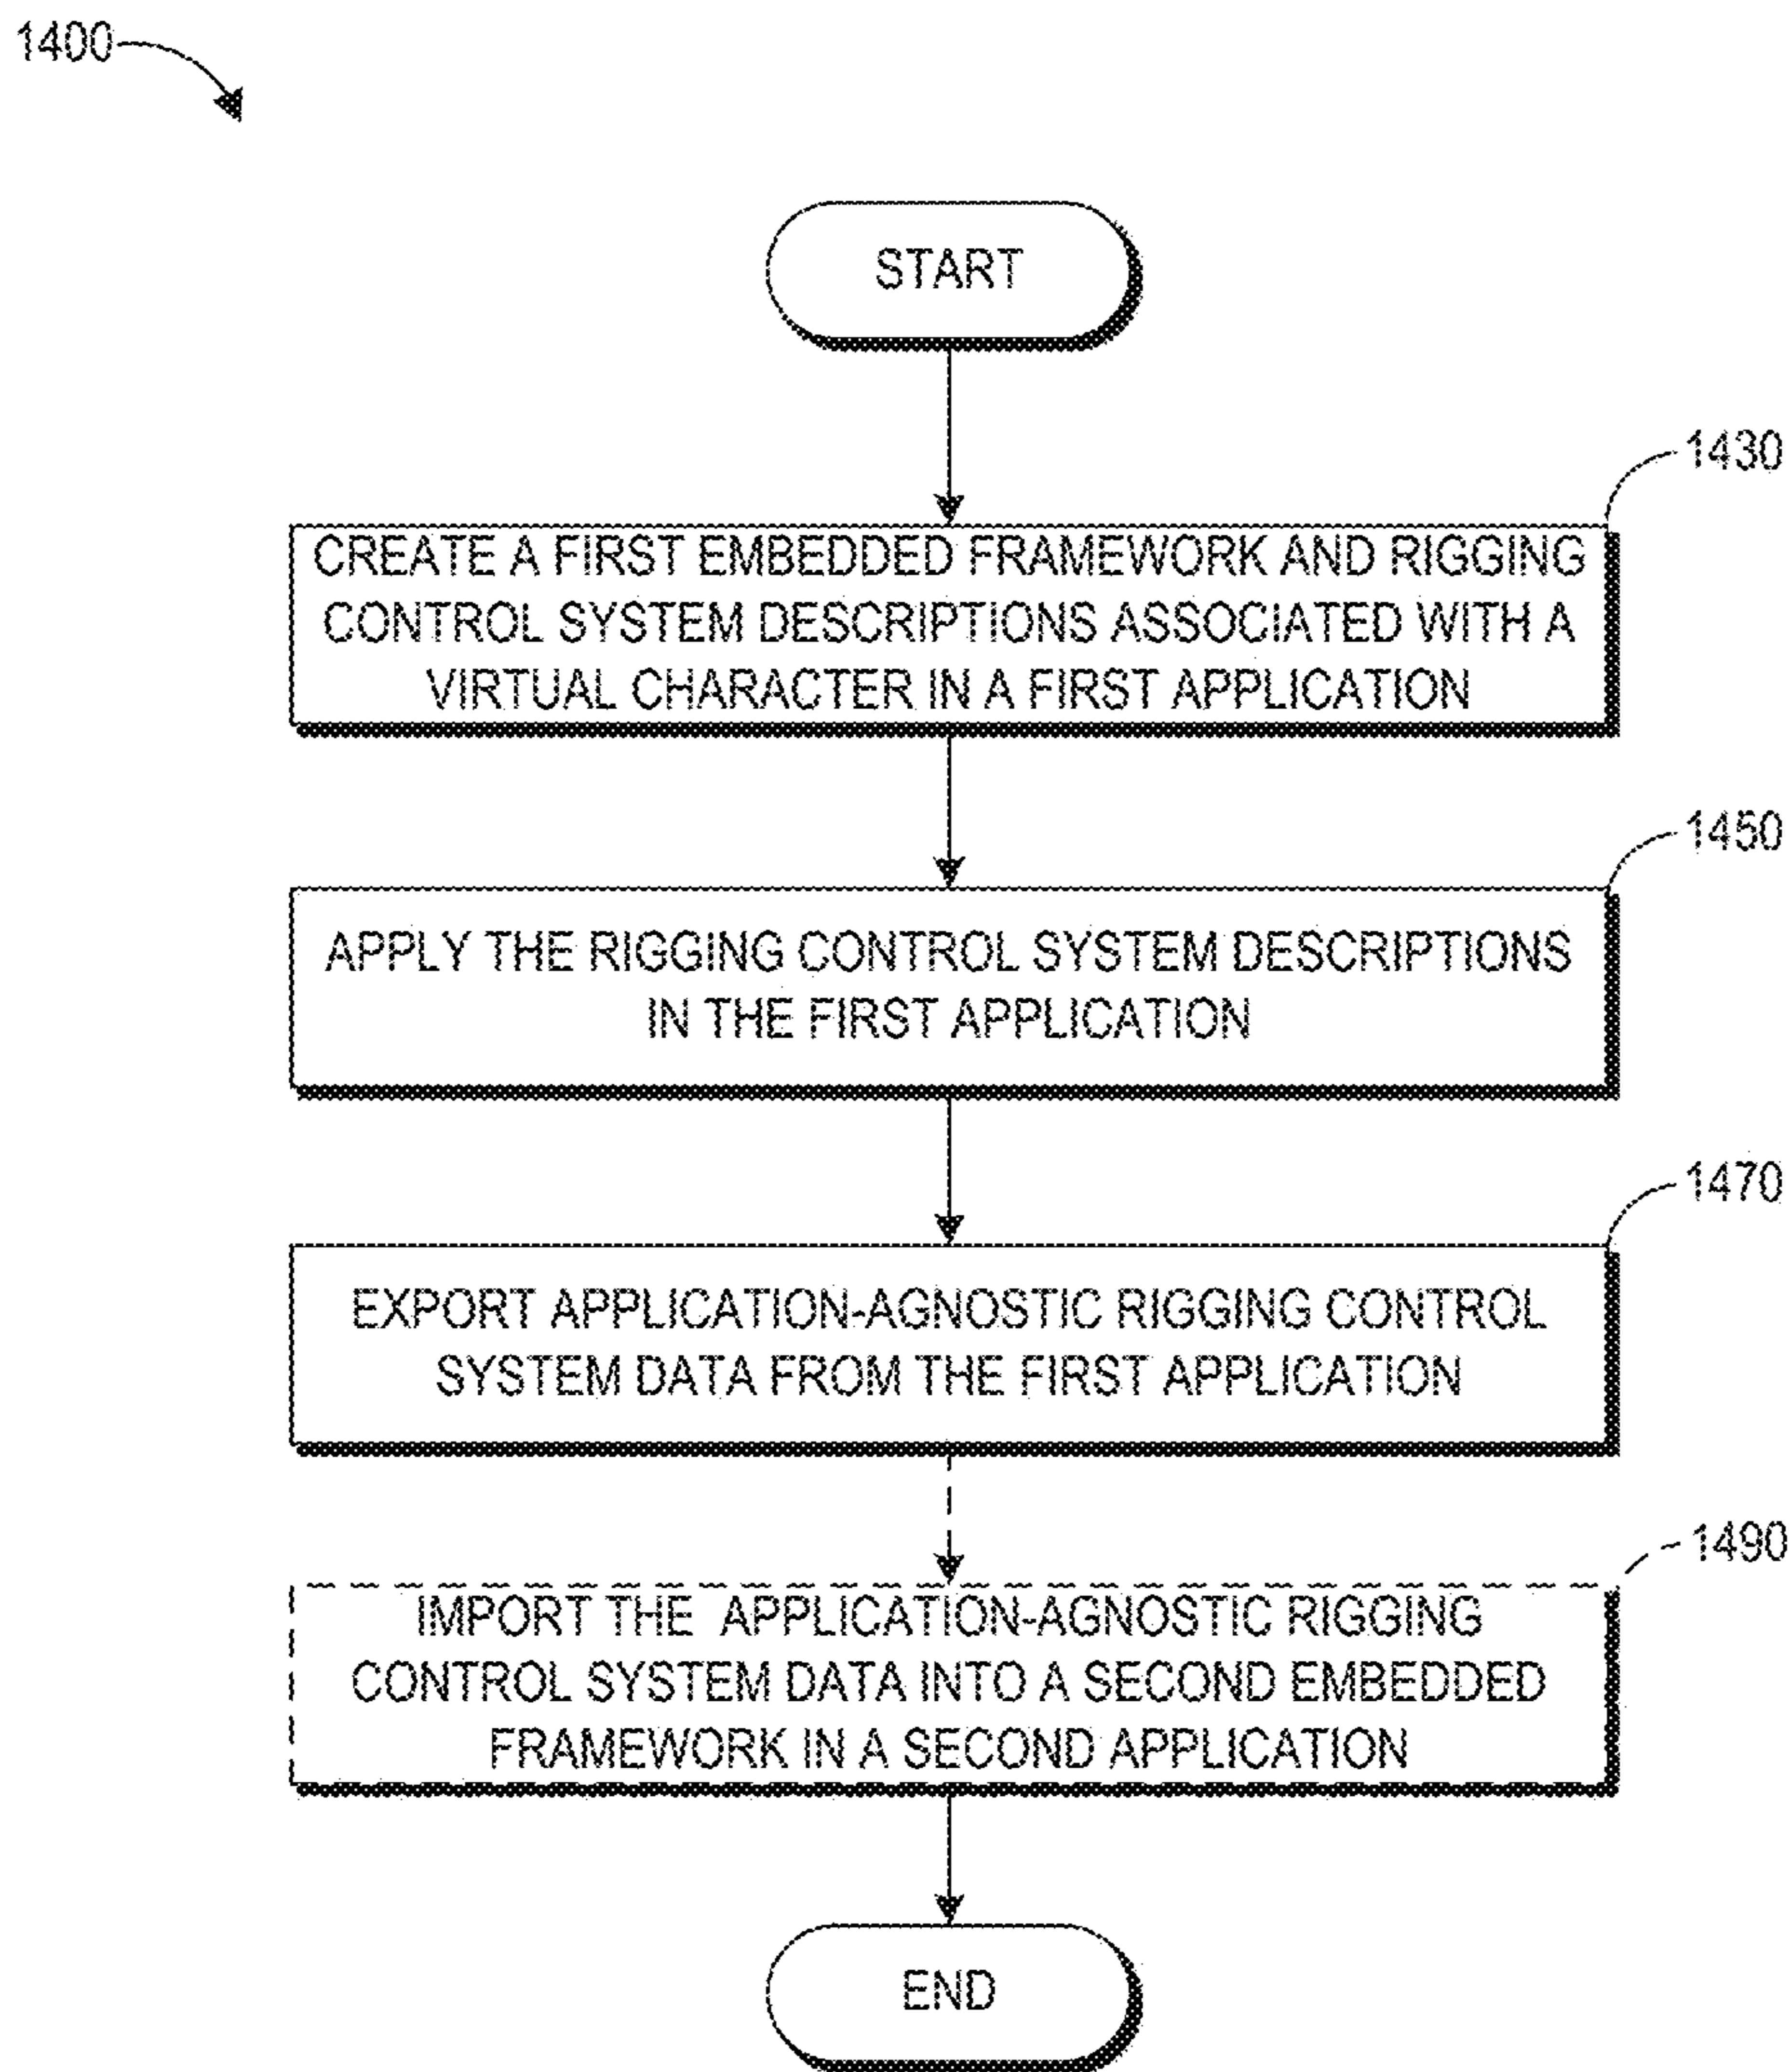 1400
START
1430
CREATE A FIRST EMBEDDED FRAMEWORK AND RIGGING
CONTROL SYSTEM DESCRIPTIONS ASSOCIATED WITH A
VIRTUAL CHARACTER IN A FIRST APPLICATION
1450
APPLY THE RIGGING CONTROL SYSTEM DESCRIPTIONS
IN THE FIRST APPLICATION
1470
EXPORT APPLICATION-AGNOSTIC RIGGING CONTROL
SYSTEM DATA FROM THE FIRST APPLICATION
1490
IMPORT THE APPLICATION-AGNOSTIC RIGGING
CONTROL SYSTEM DATA INTO A SECOND EMBEDDED
FRAMEWORK IN A SECOND APPLICATION
END